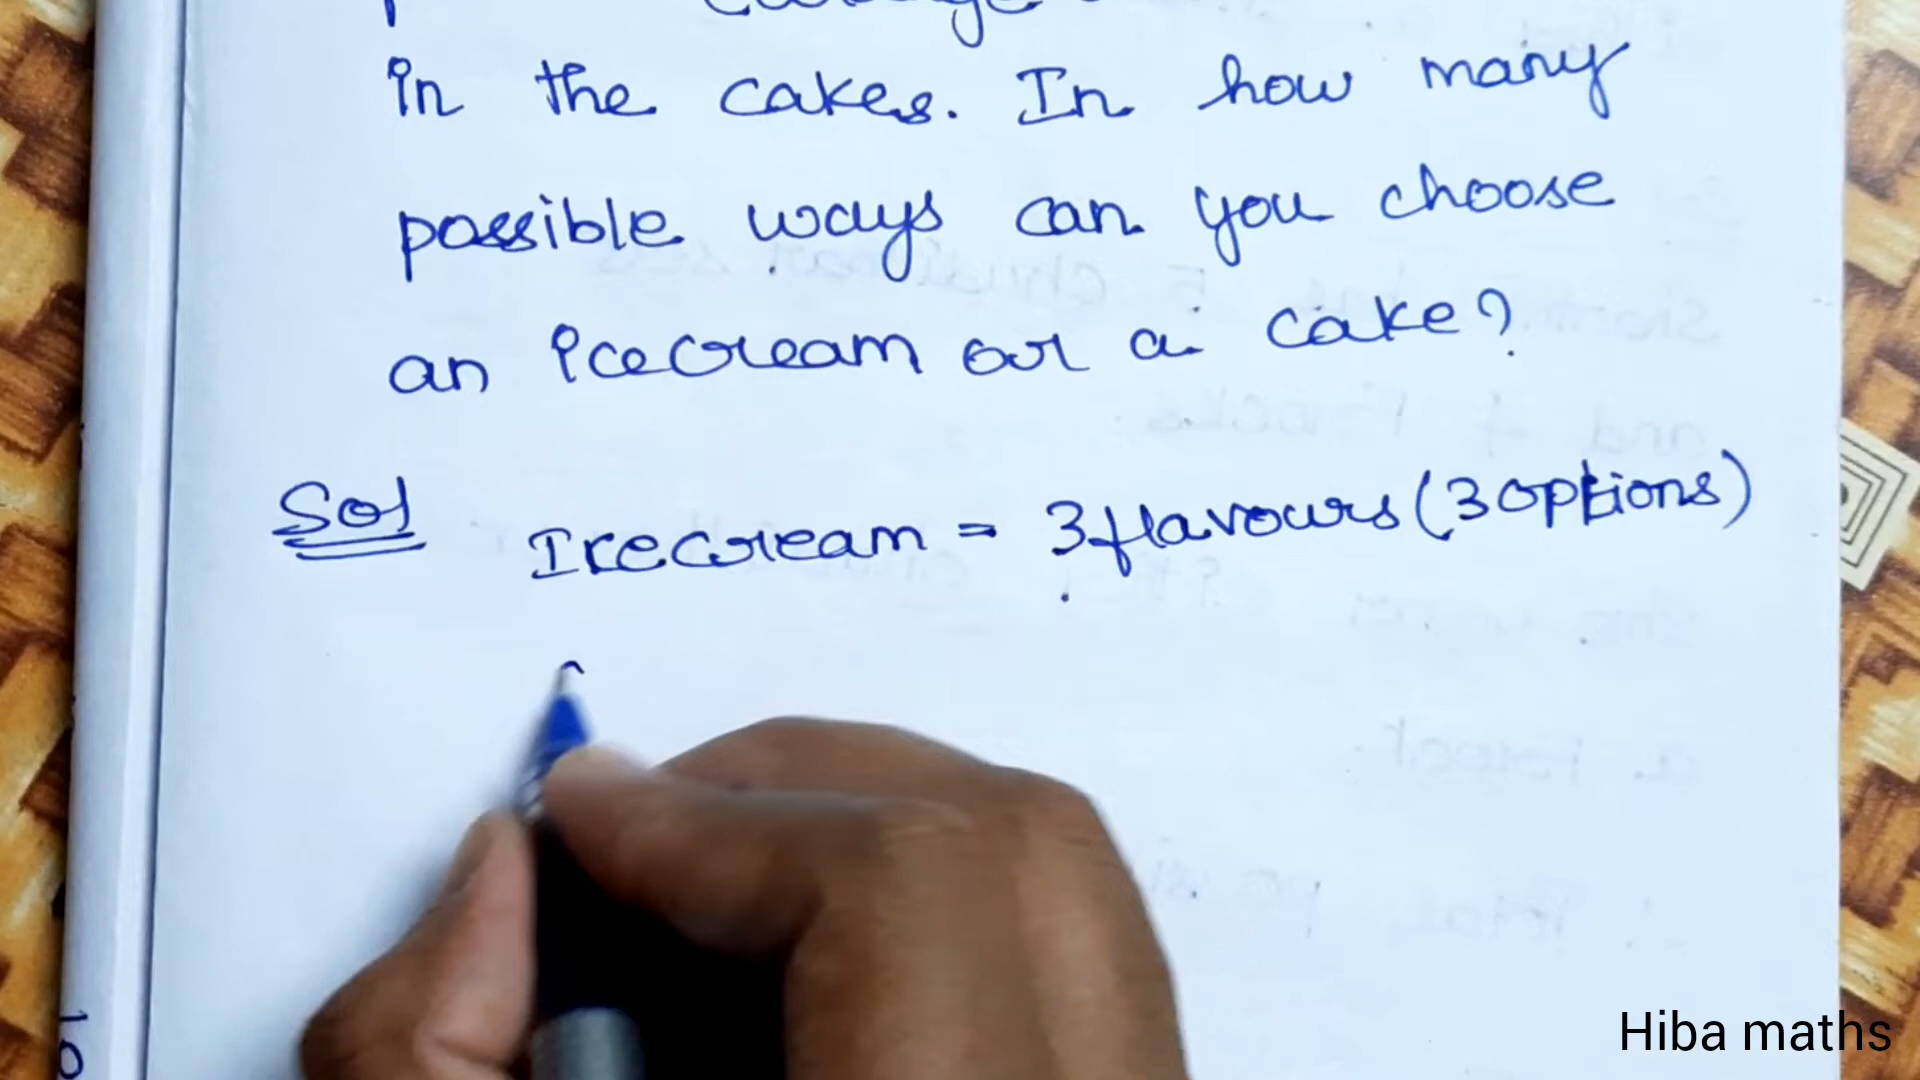 in the cakes. In how many
possible ways can you choose
an icecream or a cake?
Sol Icecream = 3 flavours (3 options)
10
Hiba maths